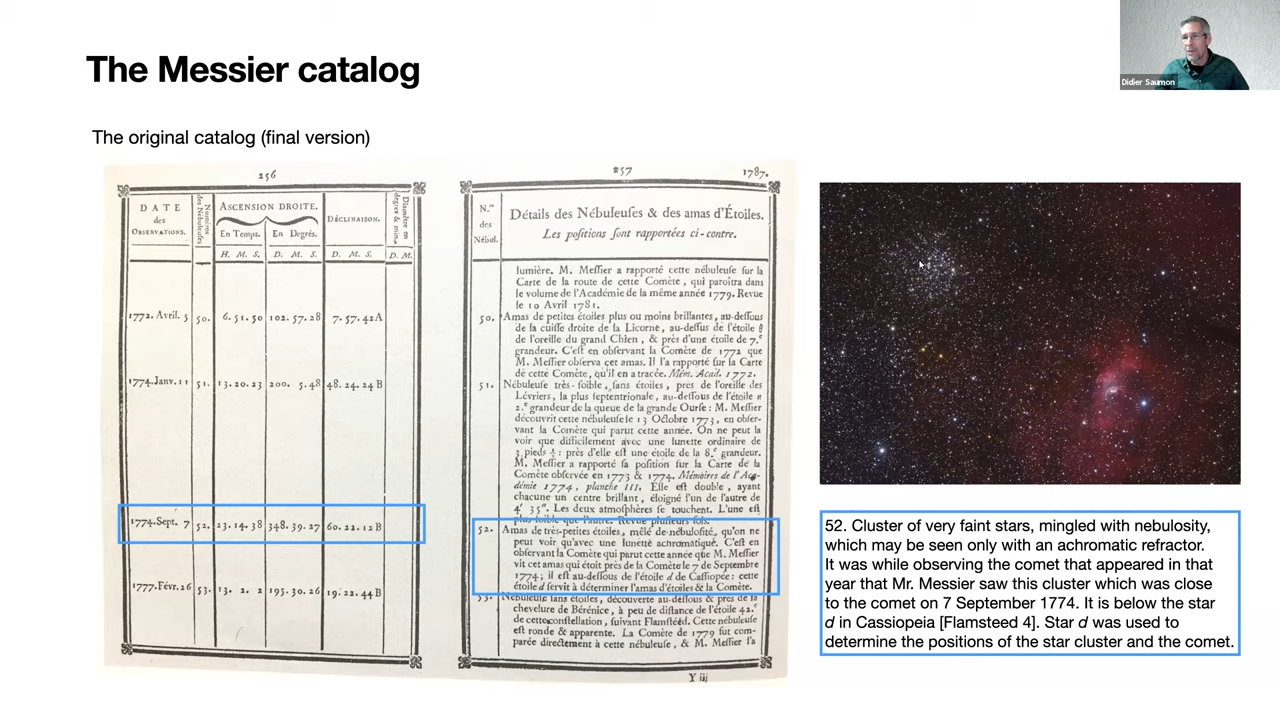 The Messier catalog
Didier Saumon
The original catalog (final version)
256
DATE
des
OBSERVATIONS.
Numéros
des Nébuleuses
ASCENSION DROITE.
En Temps.
En Degrés.
H. M. S.
D. M. S.
DÉCLINAISON.
D. M. S.
Diamètre en
degrés & min.
D. M.
1772. Avril. 5 50. 6. 51. 50 102. 57. 28 7. 57. 42 A
1774. Janv. 11 51. 13. 20. 23 200. 5. 48 48. 24. 24 B
1774. Sept. 7 52. 23. 14. 38 348. 39. 27 60. 22. 12 B
1777. Févr. 26 53. 13. 2. 2 195. 30. 26 19. 22. 44 B
257
1787.
N.os
des
Nébul.
Détails des Nébuleuſes & des amas d'Étoiles.
Les poſitions ſont rapportées ci-contre.
lumière. M. Meſſier a rapporté cette nébuleuſe ſur la
Carte de la route de cette Comète, qui paroîtra dans
le volume de l'Académie de la même année 1779. Revue
le 10 Avril 1781.
50. Amas de petites étoiles plus ou moins brillantes, au-deſſous
de la cuiſſe droite de la Licorne, au-deſſus de l'étoile θ
de l'oreille du grand Chien, & près d'une étoile de 7.e
grandeur. C'eſt en obſervant la Comète de 1772 que
M. Meſſier obſerva cet amas. Il l'a rapporté ſur la Carte
de cette Comète, qu'il en a tracée. Mém. Acad. 1772.
51. Nébuleuſe très-foible, ſans étoiles, près de l'oreille des
Lévriers, la plus ſeptentrionale, au-deſſous de l'étoile η
2.e grandeur de la queue de la grande Ourſe: M. Meſſier
découvrit cette nébuleuſe le 13 Octobre 1773, en obſer-
vant la Comète qui parut cette année. On ne peut la
voir que difficilement avec une lunette ordinaire de
3 pieds ½: près d'elle eſt une étoile de la 8.e grandeur.
M. Meſſier a rapporté ſa poſition ſur la Carte de la
Comète obſervée en 1773 & 1774. Mémoires de l'Aca-
démie 1774, planche III. Elle eſt double, ayant
chacune un centre brillant, éloigné l'un de l'autre de
4′ 35″. Les deux atmoſphères ſe touchent. L'une eſt
plus foible que l'autre. Revue pluſieurs fois.
52. Amas de très-petites étoiles, mêlé de nébuloſité, qu'on ne
peut voir qu'avec une lunette achromatique. C'eſt en
obſervant la Comète qui parut cette année que M. Meſſier
vit cet amas qui étoit près de la Comète le 7 de Septembre
1774; il eſt au-deſſous de l'étoile d de Caſſiopée: cette
étoile d ſervit à déterminer l'amas d'étoiles & la Comète.
53. Nébuleuſe ſans étoiles, découverte au-deſſous & près de la
chevelure de Bérénice, à peu de diſtance de l'étoile 42.e
de cette conſtellation, ſuivant Flamſtéed. Cette nébuleuſe
eſt ronde & apparente. La Comète de 1779 fut com-
parée directement à cette nébuleuſe, & M. Meſſier l'a
Y iij
52. Cluster of very faint stars, mingled with nebulosity,
which may be seen only with an achromatic refractor.
It was while observing the comet that appeared in that
year that Mr. Messier saw this cluster which was close
to the comet on 7 September 1774. It is below the star
d in Cassiopeia [Flamsteed 4]. Star d was used to
determine the positions of the star cluster and the comet.